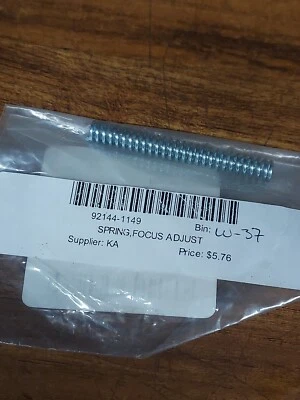 92144-1149 Bin: W-37
SPRING,FOCUS ADJUST
Supplier: KA Price: $5.76